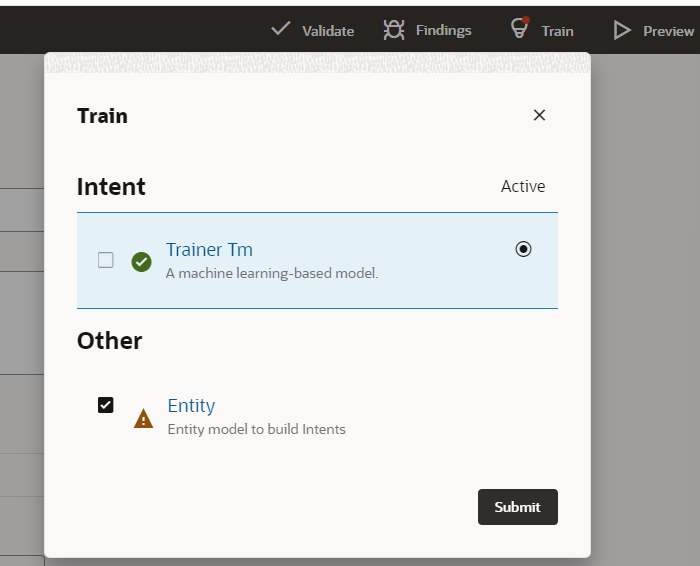 Validate
Findings
Train
Preview
Train
Intent
Active
Trainer Tm
A machine learning-based model.
Other
Entity
Entity model to build Intents
Submit